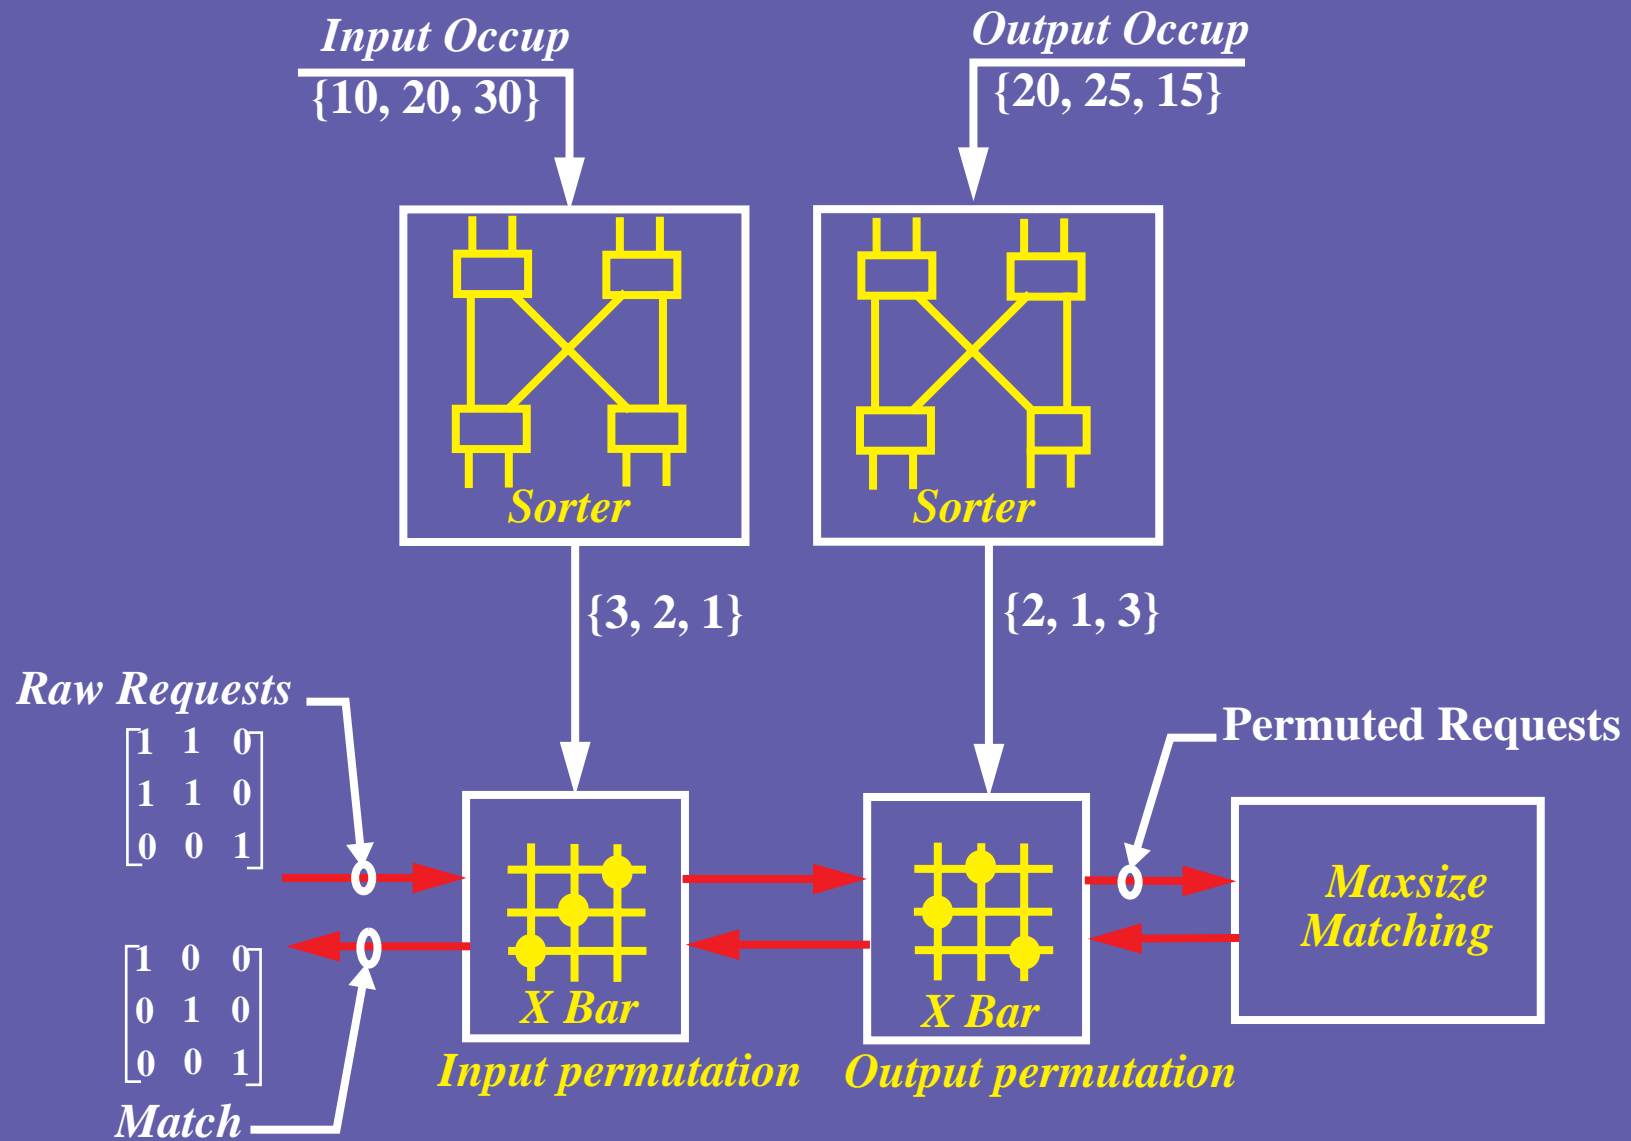 Input Occup
{10, 20, 30}
Output Occup
{20, 25, 15}
Sorter
Sorter
{3, 2, 1}
{2, 1, 3}
Raw Requests
1 1 0
1 1 0
0 0 1
Permuted Requests
Maxsize
Matching
1 0 0
0 1 0
0 0 1
X Bar
X Bar
Input permutation
Output permutation
Match